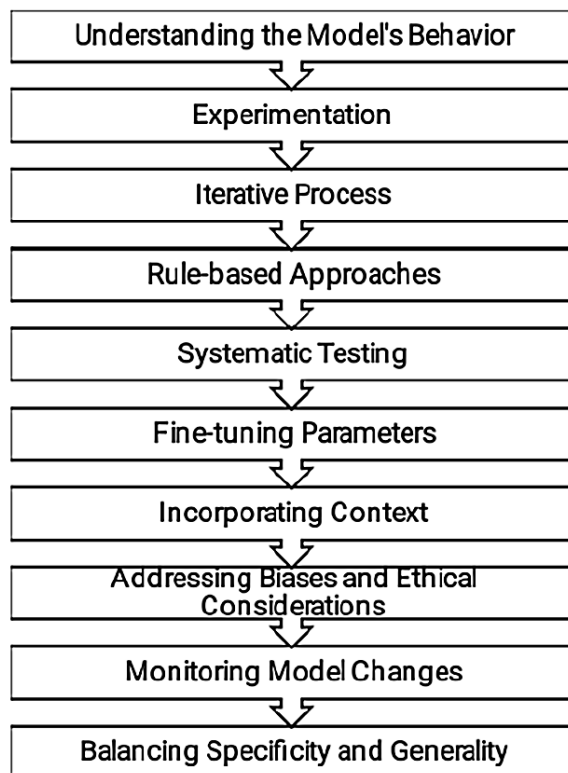 Understanding the Model's Behavior
Experimentation
Iterative Process
Rule-based Approaches
Systematic Testing
Fine-tuning Parameters
Incorporating Context
Addressing Biases and Ethical
Considerations
Monitoring Model Changes
Balancing Specificity and Generality